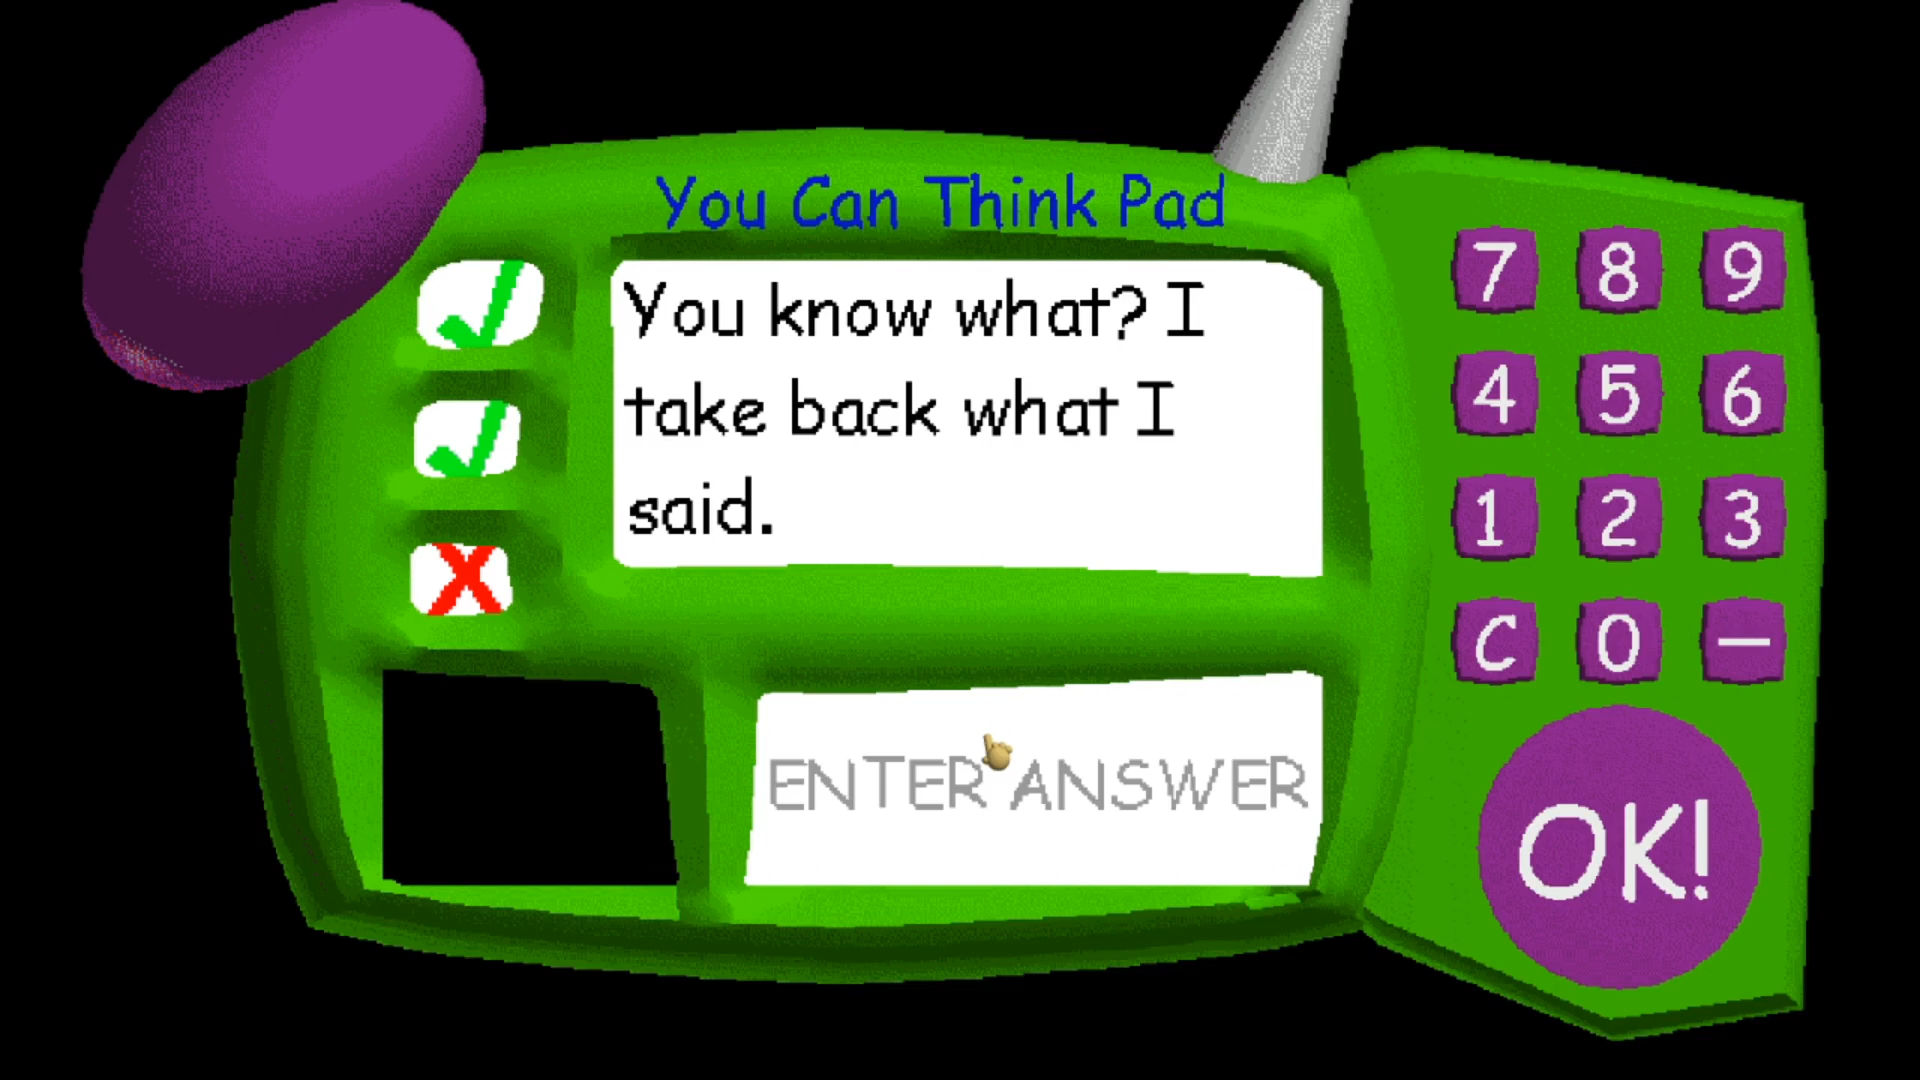 You Can Think Pad
You know what? I
take back what I
said.
ENTER ANSWER
7 8 9
4 5 6
1 2 3
C 0 —
OK!